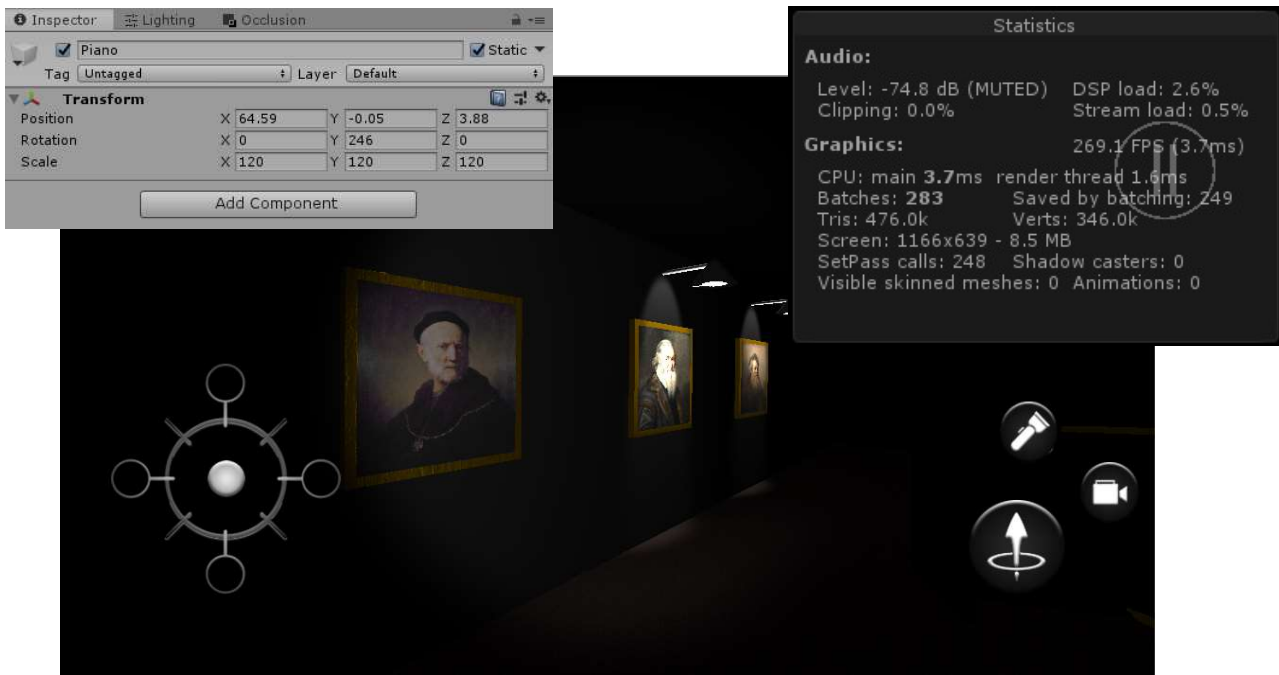 Inspector Lighting Occlusion
Piano Static
Tag Untagged Layer Default
Transform
Position X 64.59 Y -0.05 Z 3.88
Rotation X 0 Y 246 Z 0
Scale X 120 Y 120 Z 120
Add Component
Statistics
Audio:
Level: -74.8 dB (MUTED) DSP load: 2.6%
Clipping: 0.0% Stream load: 0.5%
Graphics: 269.1 FPS (3.7ms)
CPU: main 3.7ms render thread 1.6ms
Batches: 283 Saved by batching: 249
Tris: 476.0k Verts: 346.0k
Screen: 1166x639 - 8.5 MB
SetPass calls: 248 Shadow casters: 0
Visible skinned meshes: 0 Animations: 0